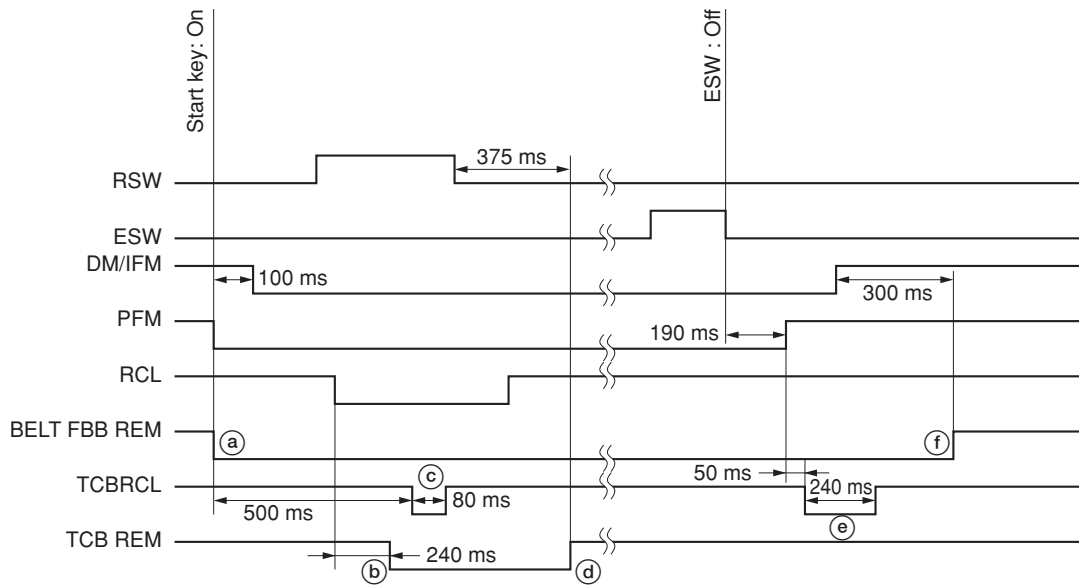 Start key: On
ESW : Off
375 ms
RSW
ESW
DM/IFM
100 ms
300 ms
PFM
190 ms
RCL
BELT FBB REM
a
f
50 ms
c
240 ms
TCBRCL
80 ms
500 ms
e
TCB REM
240 ms
b
d